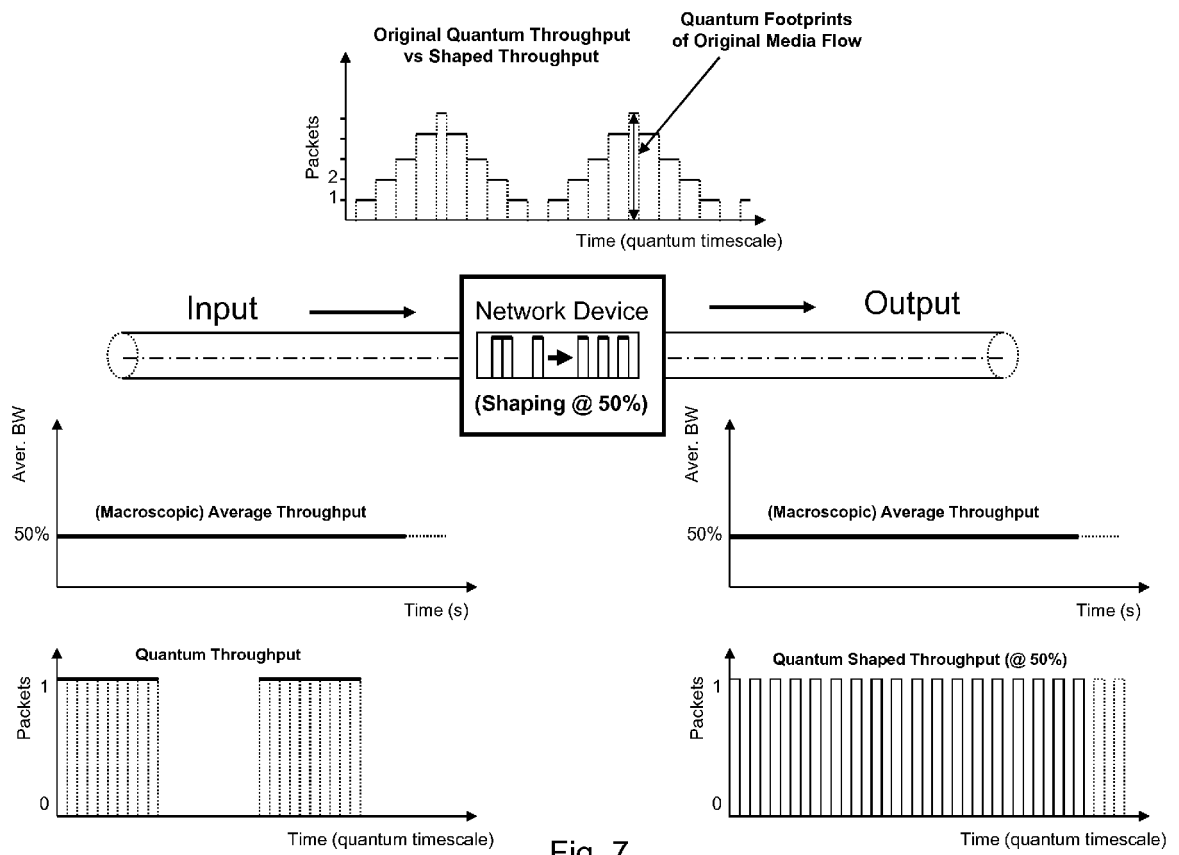 Original Quantum Throughput
vs Shaped Throughput
Quantum Footprints
of Original Media Flow
Packets
2
1
Time (quantum timescale)
Input
Network Device
(Shaping @ 50%)
Output
Aver. BW
(Macroscopic) Average Throughput
50%
Time (s)
Aver. BW
(Macroscopic) Average Throughput
50%
Time (s)
Quantum Throughput
Packets
1
0
Time (quantum timescale)
Quantum Shaped Throughput (@ 50%)
Packets
1
0
Time (quantum timescale)
Fig. 7